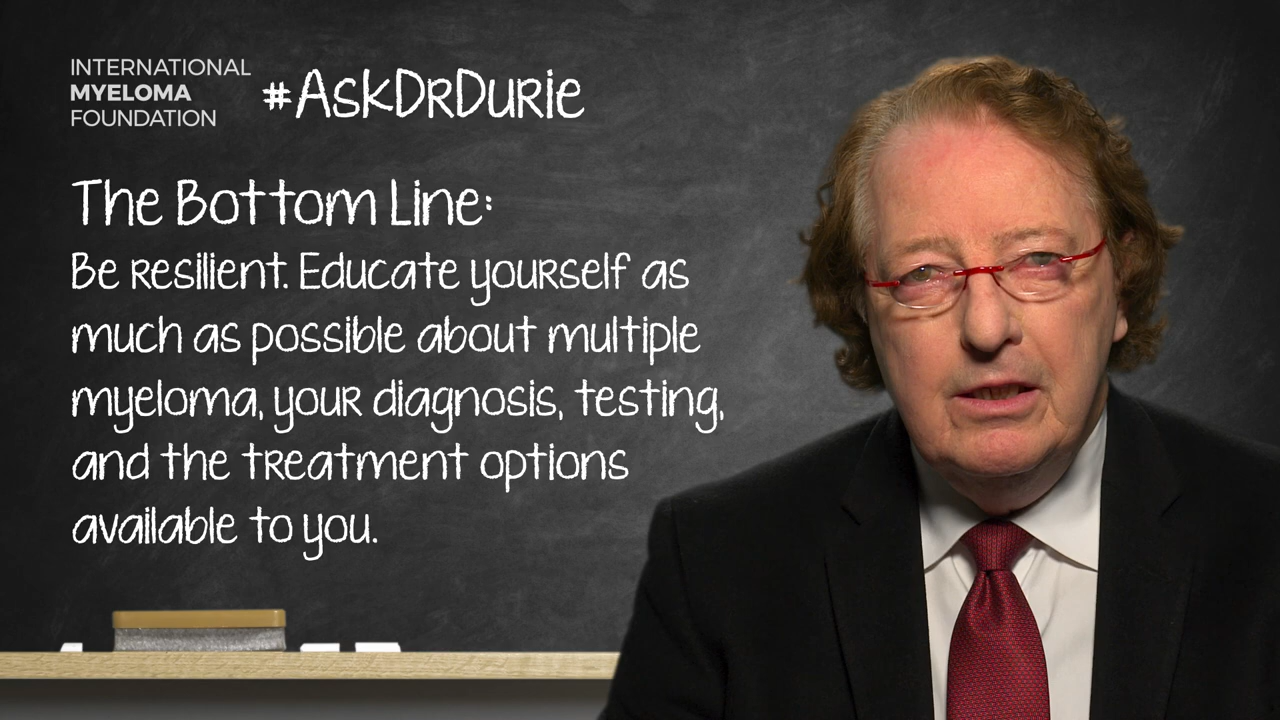 INTERNATIONAL
MYELOMA
FOUNDATION
#AskDrDurie
The Bottom Line:
Be resilient. Educate yourself as
much as possible about multiple
myeloma, your diagnosis, testing,
and the treatment options
available to you.